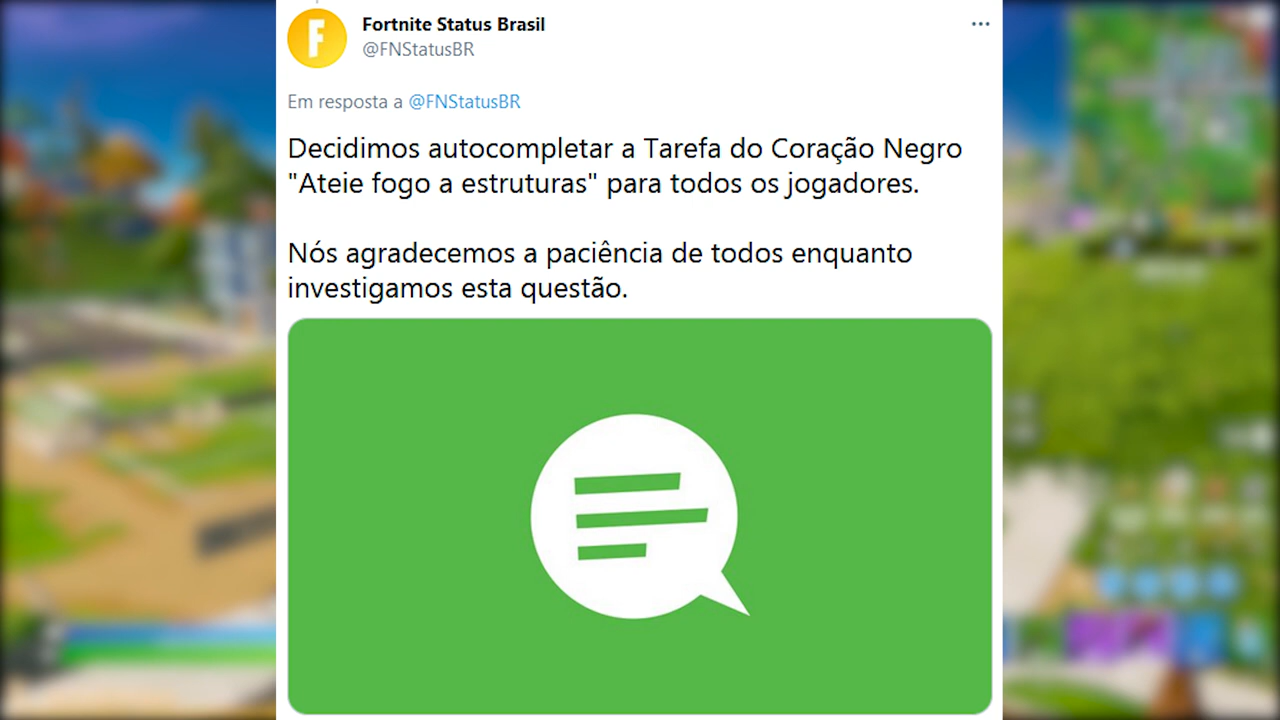 Fortnite Status Brasil
@FNStatusBR
Em resposta a @FNStatusBR
Decidimos autocompletar a Tarefa do Coração Negro
"Ateie fogo a estruturas" para todos os jogadores.
Nós agradecemos a paciência de todos enquanto
investigamos esta questão.